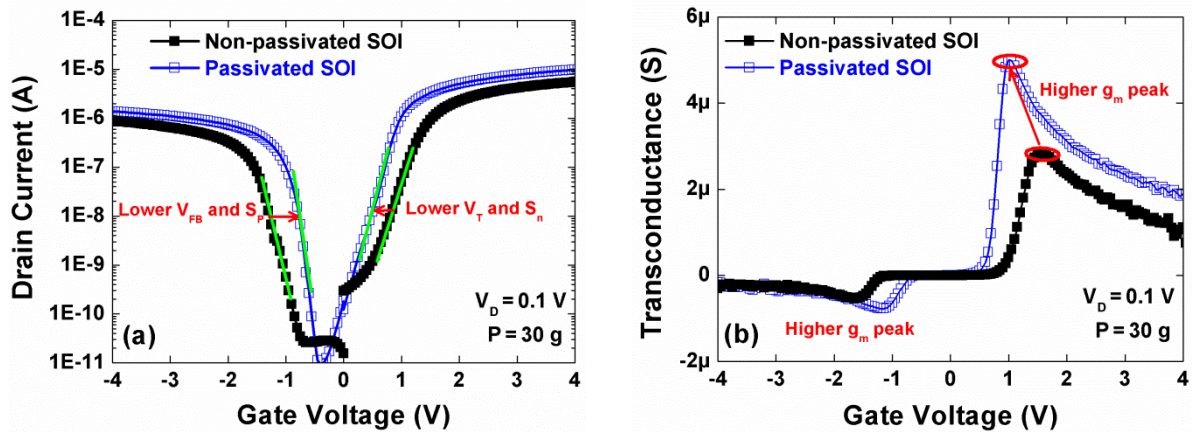 Drain Current (A)
1E-4
1E-5
1E-6
1E-7
1E-8
1E-9
1E-10
1E-11
Non-passivated SOI
Passivated SOI
Lower V_FB and S_P
Lower V_T and S_n
V_D = 0.1 V
P = 30 g
(a)
-4 -3 -2 -1 0 1 2 3 4
Gate Voltage (V)
Transconductance (S)
6µ
4µ
2µ
0
-2µ
Non-passivated SOI
Passivated SOI
Higher g_m peak
Higher g_m peak
V_D = 0.1 V
P = 30 g
(b)
-4 -3 -2 -1 0 1 2 3 4
Gate Voltage (V)